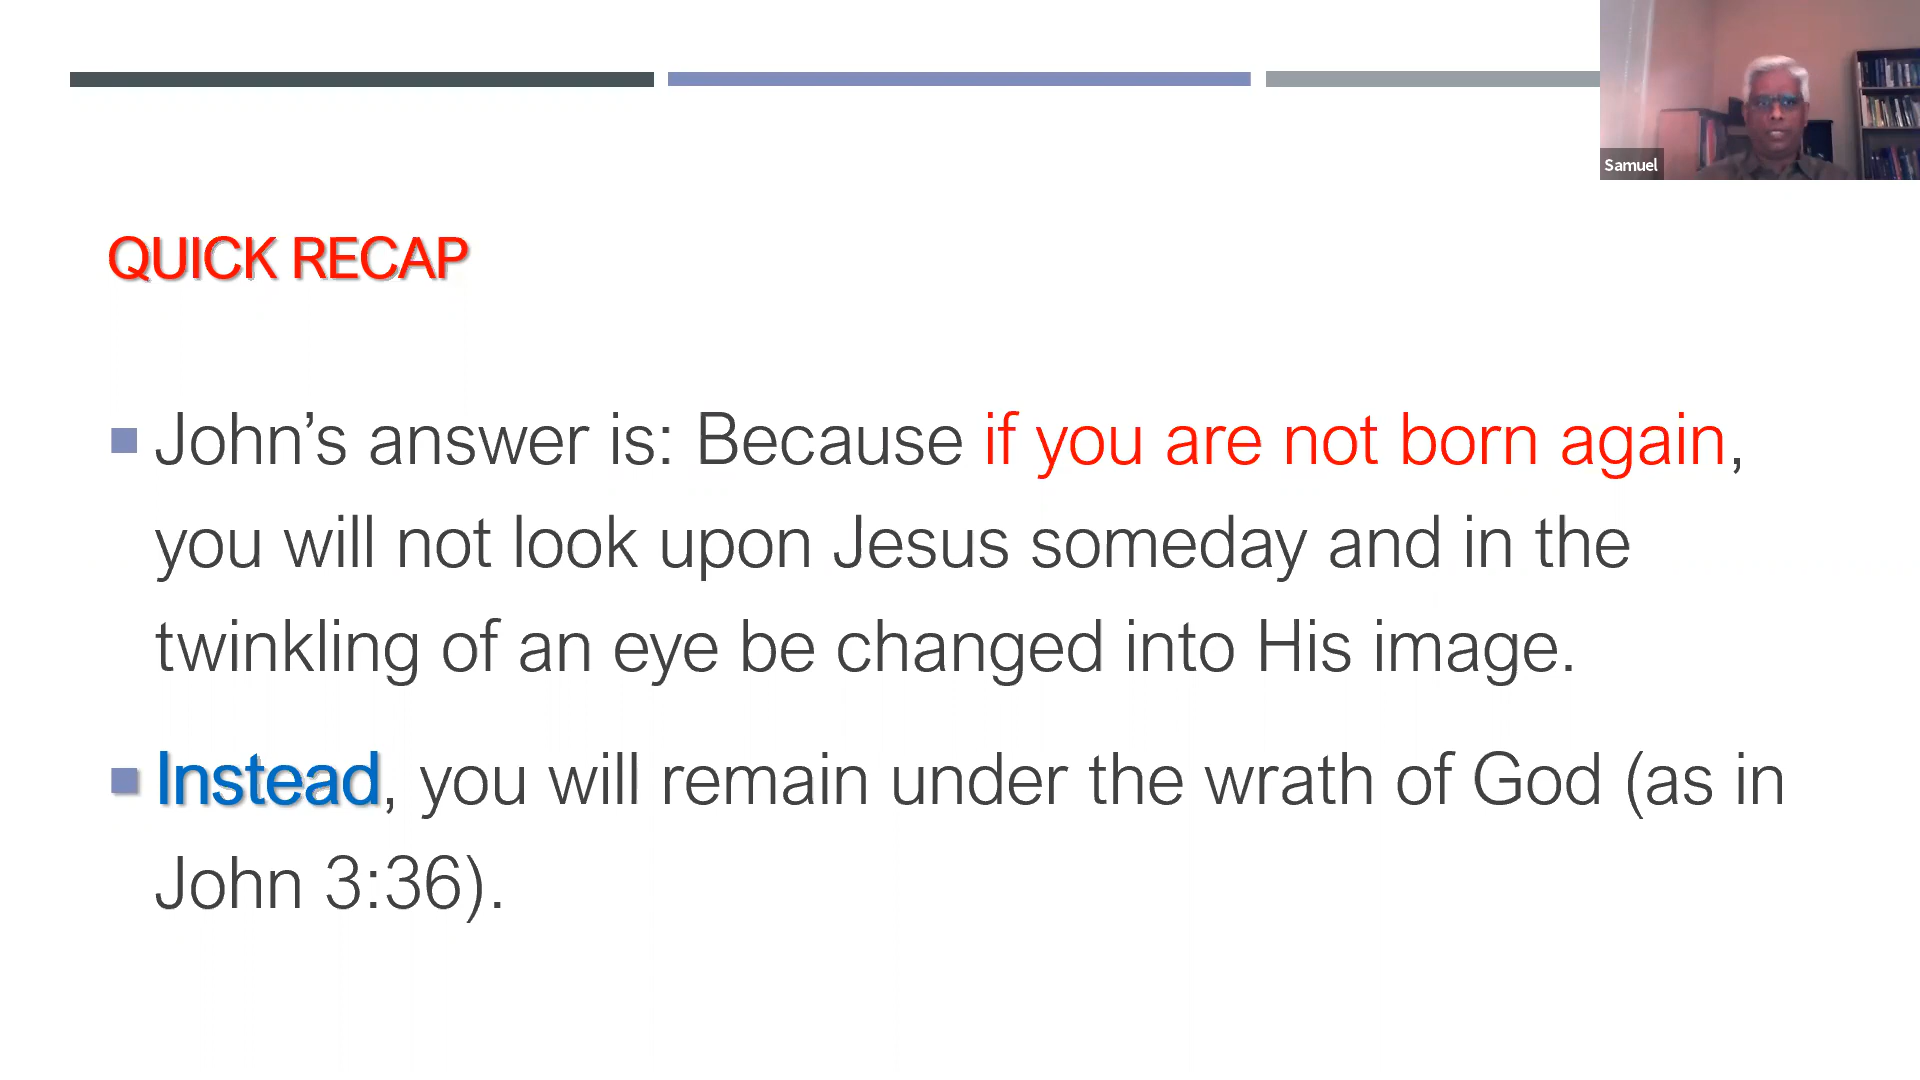 Samuel
QUICK RECAP
John’s answer is: Because if you are not born again,
you will not look upon Jesus someday and in the
twinkling of an eye be changed into His image.
Instead, you will remain under the wrath of God (as in
John 3:36).